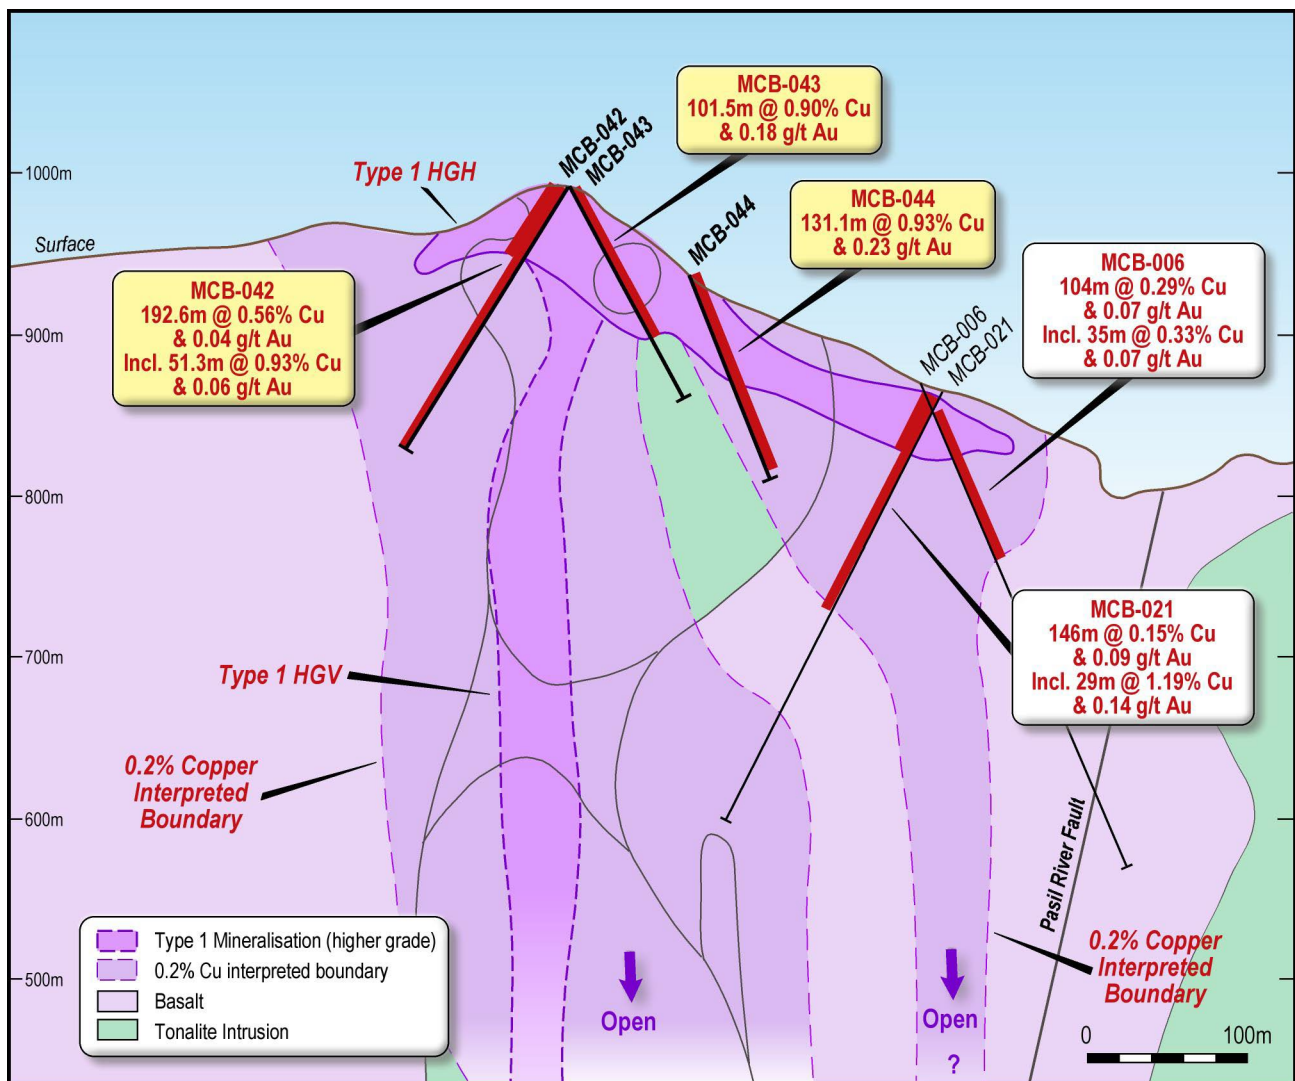 MCB-043
101.5m @ 0.90% Cu
& 0.18 g/t Au
MCB-042
MCB-043
Type 1 HGH
1000m
MCB-044
131.1m @ 0.93% Cu
& 0.23 g/t Au
MCB-044
Surface
MCB-006
104m @ 0.29% Cu
& 0.07 g/t Au
Incl. 35m @ 0.33% Cu
& 0.07 g/t Au
MCB-042
192.6m @ 0.56% Cu
& 0.04 g/t Au
Incl. 51.3m @ 0.93% Cu
& 0.06 g/t Au
900m
MCB-006
MCB-021
800m
MCB-021
146m @ 0.15% Cu
& 0.09 g/t Au
Incl. 29m @ 1.19% Cu
& 0.14 g/t Au
700m
Type 1 HGV
0.2% Copper
Interpreted
Boundary
600m
Pasil River Fault
Type 1 Mineralisation (higher grade)
0.2% Cu interpreted boundary
Basalt
Tonalite Intrusion
500m
Open
Open
?
0.2% Copper
Interpreted
Boundary
0 100m